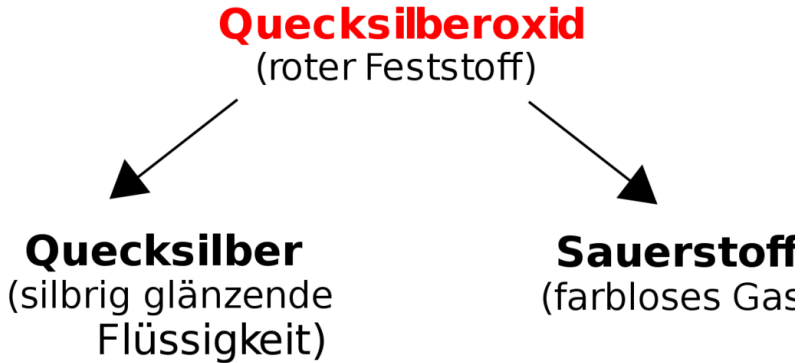 Quecksilberoxid
(roter Feststoff)
Quecksilber
(silbrig glänzende
Flüssigkeit)
Sauerstoff
(farbloses Gas